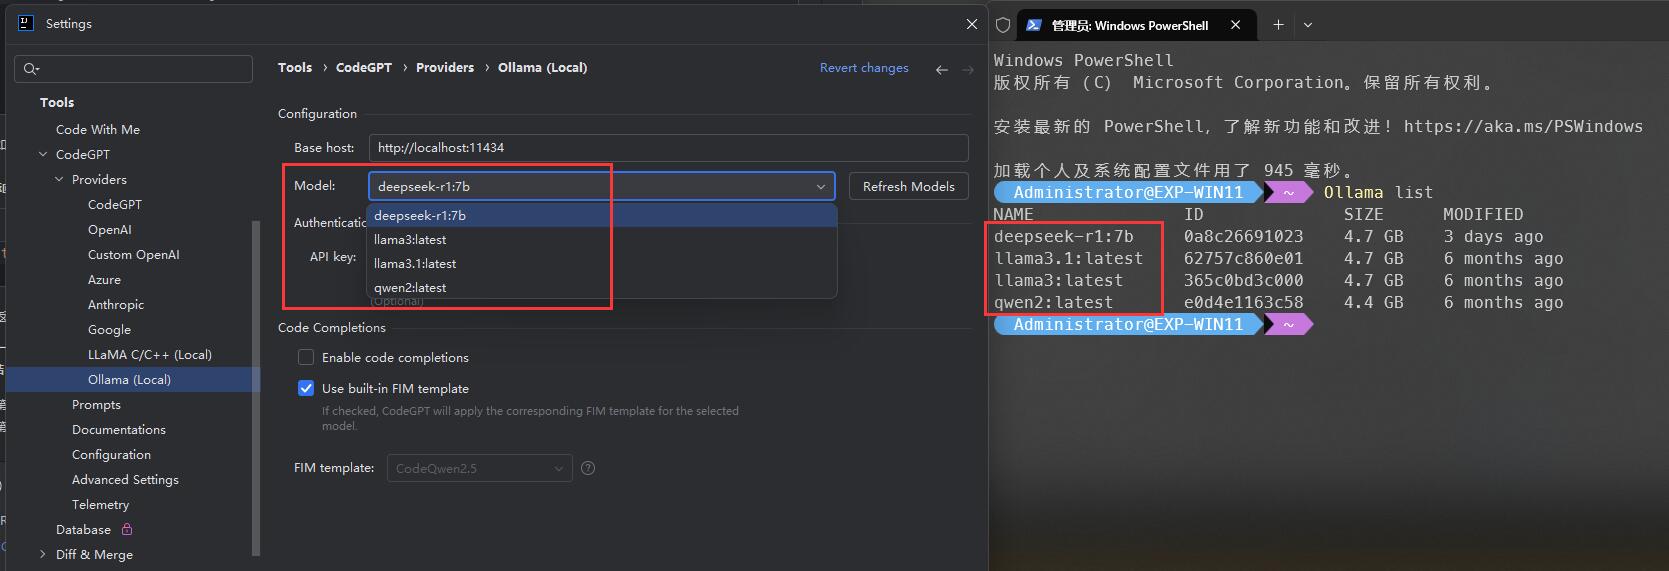 Settings
Tools
Code With Me
CodeGPT
Providers
CodeGPT
OpenAI
Custom OpenAI
Azure
Anthropic
Google
LLaMA C/C++ (Local)
Ollama (Local)
Prompts
Documentations
Configuration
Advanced Settings
Telemetry
Database
Diff & Merge
Tools › CodeGPT › Providers › Ollama (Local)
Revert changes
Configuration
Base host: http://localhost:11434
Model: deepseek-r1:7b
Refresh Models
deepseek-r1:7b
llama3:latest
llama3.1:latest
qwen2:latest
API key:
(Optional)
Code Completions
Enable code completions
Use built-in FIM template
If checked, CodeGPT will apply the corresponding FIM template for the selected
model.
FIM template: CodeQwen2.5
管理员: Windows PowerShell
Windows PowerShell
版权所有 (C) Microsoft Corporation。保留所有权利。
安装最新的 PowerShell, 了解新功能和改进! https://aka.ms/PSWindows
加载个人及系统配置文件用了 945 毫秒。
Administrator@EXP-WIN11 ~ Ollama list
NAME ID SIZE MODIFIED
deepseek-r1:7b 0a8c26691023 4.7 GB 3 days ago
llama3.1:latest 62757c860e01 4.7 GB 6 months ago
llama3:latest 365c0bd3c000 4.7 GB 6 months ago
qwen2:latest e0d4e1163c58 4.4 GB 6 months ago
Administrator@EXP-WIN11 ~